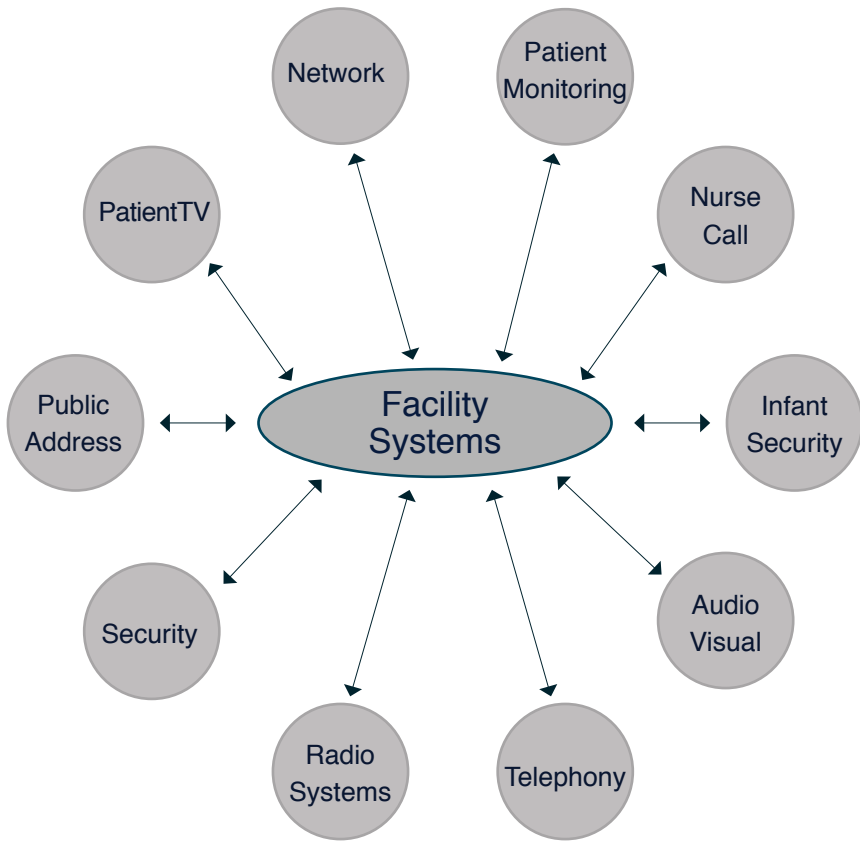 Network
Patient
Monitoring
PatientTV
Nurse
Call
Public
Address
Facility
Systems
Infant
Security
Security
Audio
Visual
Radio
Systems
Telephony